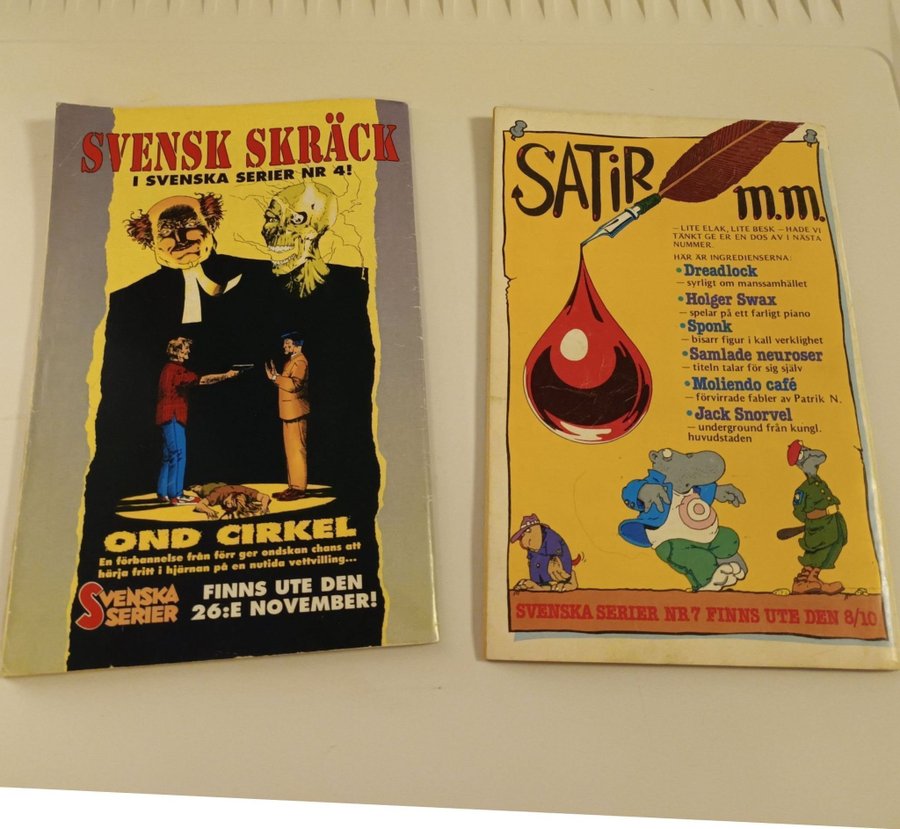 SVENSK SKRÄCK
I SVENSKA SERIER NR 4!
OND CIRKEL
En förbannelse från förr ger ondskan chans att
härja fritt i hjärnan på en nutida vettvilling...
SVENSKA
SERIER
FINNS UTE DEN
26:E NOVEMBER!
SATiR
m.m.
– LITE ELAK, LITE BESK – HADE VI
TÄNKT GE ER EN DOS AV I NÄSTA
NUMMER.
HÄR ÄR INGREDIENSERNA:
• Dreadlock
– syrligt om manssamhället
• Holger Swax
– spelar på ett farligt piano
• Sponk
– bisarr figur i kall verklighet
• Samlade neuroser
– titeln talar för sig själv
• Moliendo café
– förvirrade fabler av Patrik N.
• Jack Snorvel
– underground från kungl.
huvudstaden
SVENSKA SERIER NR 7 FINNS UTE DEN 8/10